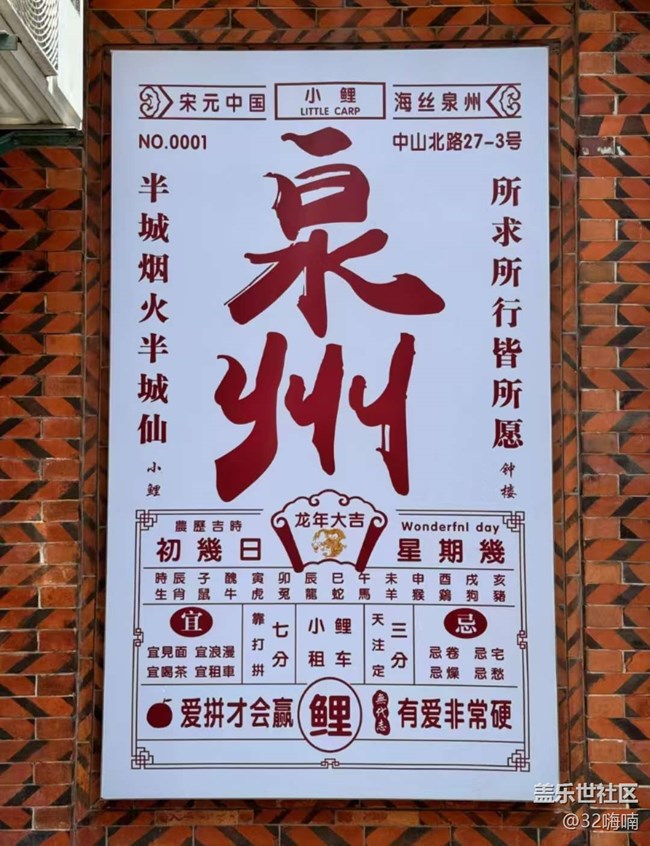 宋元中国
小鲤
LITTLE CARP
海丝泉州
NO.0001
中山北路27-3号
泉州
半城烟火半城仙
小鲤
所求所行皆所愿
钟楼
農歷吉時
初幾日
龙年大吉
Wonderfnl day
星期幾
時辰 子 醜 寅 卯 辰 巳 午 未 申 酉 戌 亥
生肖 鼠 牛 虎 兔 龍 蛇 馬 羊 猴 鷄 狗 豬
宜
宜見面 宜浪漫
宜喝茶 宜租車
靠打拼
七分
小鲤
租车
天注定
三分
忌
忌卷 忌宅
忌燥 忌愁
爱拼才会赢
鲤
無代志
有爱非常硬
盖乐世社区
@32嗨喃